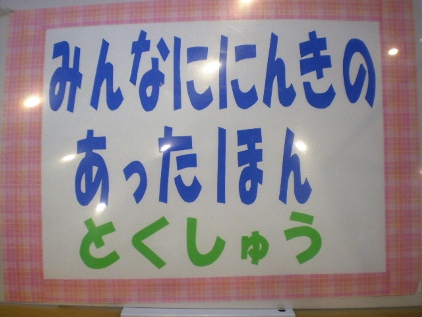 みんなににんきの
あったほん
とくしゅう